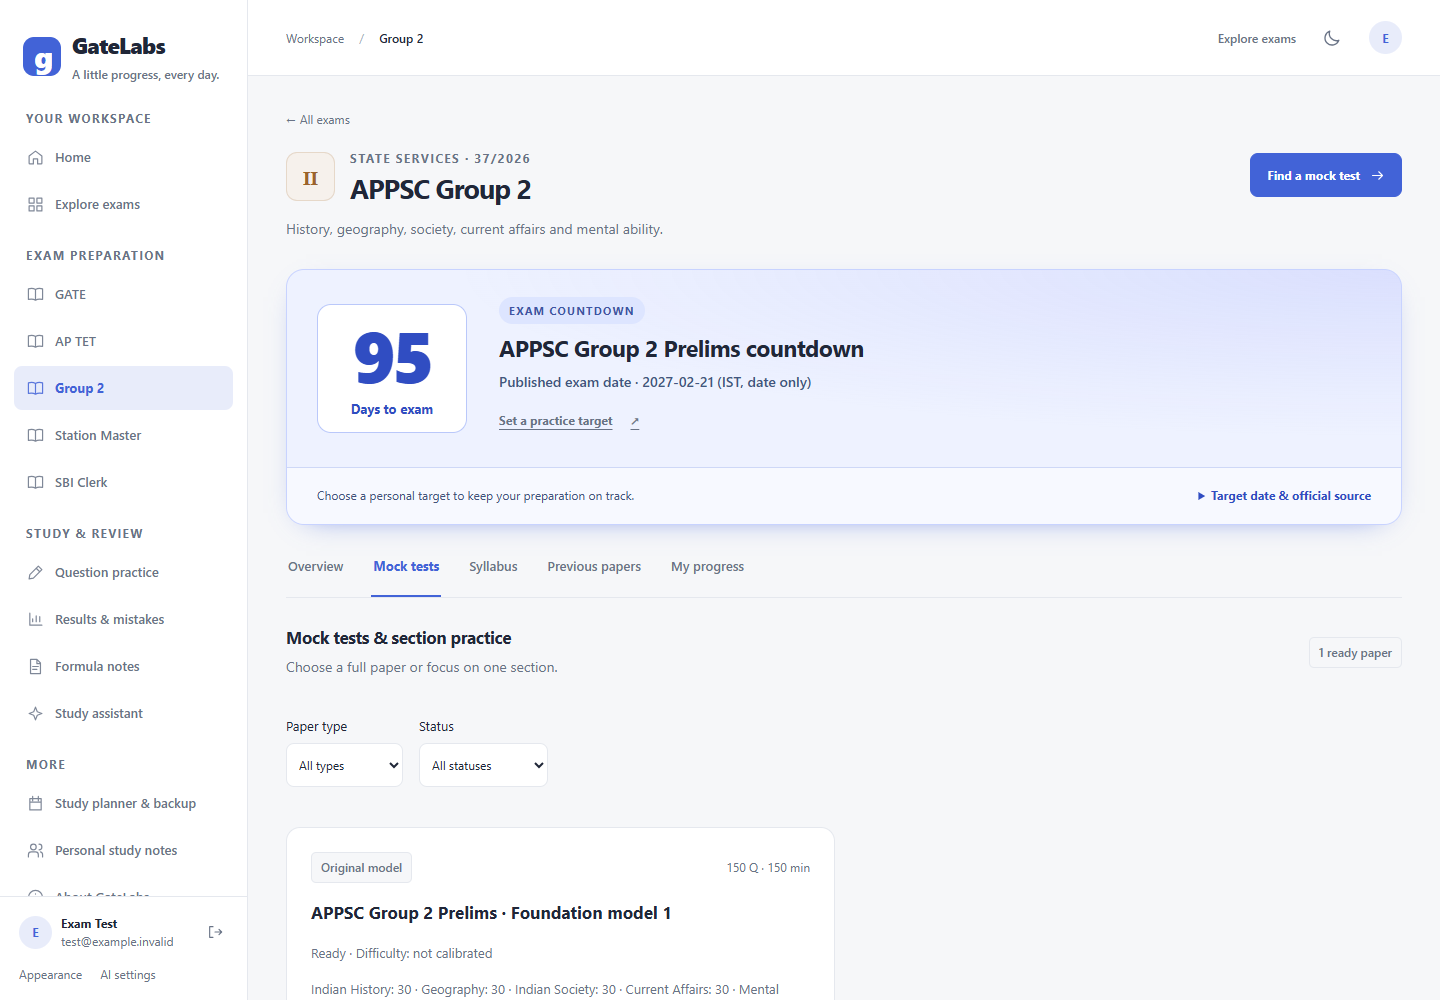 g
GateLabs
A little progress, every day.
YOUR WORKSPACE
Home
Explore exams
EXAM PREPARATION
GATE
AP TET
Group 2
Station Master
SBI Clerk
STUDY & REVIEW
Question practice
Results & mistakes
Formula notes
Study assistant
MORE
Study planner & backup
Personal study notes
About GateLabs
E
Exam Test
test@example.invalid
Appearance AI settings
Workspace / Group 2
Explore exams
E
← All exams
II
STATE SERVICES · 37/2026
APPSC Group 2
Find a mock test →
History, geography, society, current affairs and mental ability.
95
Days to exam
EXAM COUNTDOWN
APPSC Group 2 Prelims countdown
Published exam date · 2027-02-21 (IST, date only)
Set a practice target ↗
Choose a personal target to keep your preparation on track.
▶ Target date & official source
Overview Mock tests Syllabus Previous papers My progress
Mock tests & section practice
Choose a full paper or focus on one section.
1 ready paper
Paper type Status
All types All statuses
Original model 150 Q · 150 min
APPSC Group 2 Prelims · Foundation model 1
Ready · Difficulty: not calibrated
Indian History: 30 · Geography: 30 · Indian Society: 30 · Current Affairs: 30 · Mental